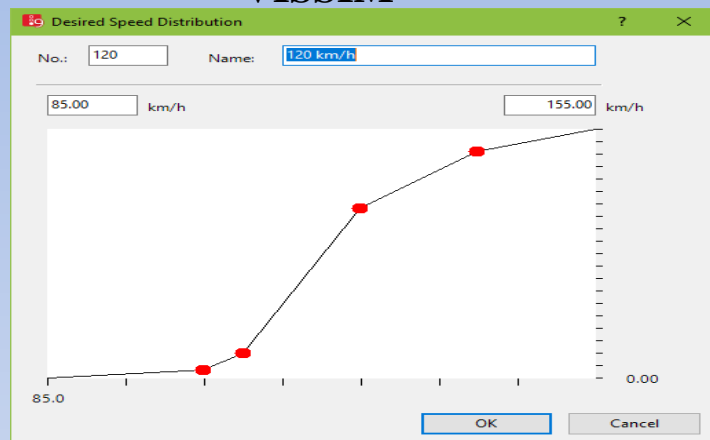 VISSIM
Desired Speed Distribution ? ×
No.: 120 Name: 120 km/h
85.00 km/h 155.00 km/h
0.00
85.0
OK Cancel